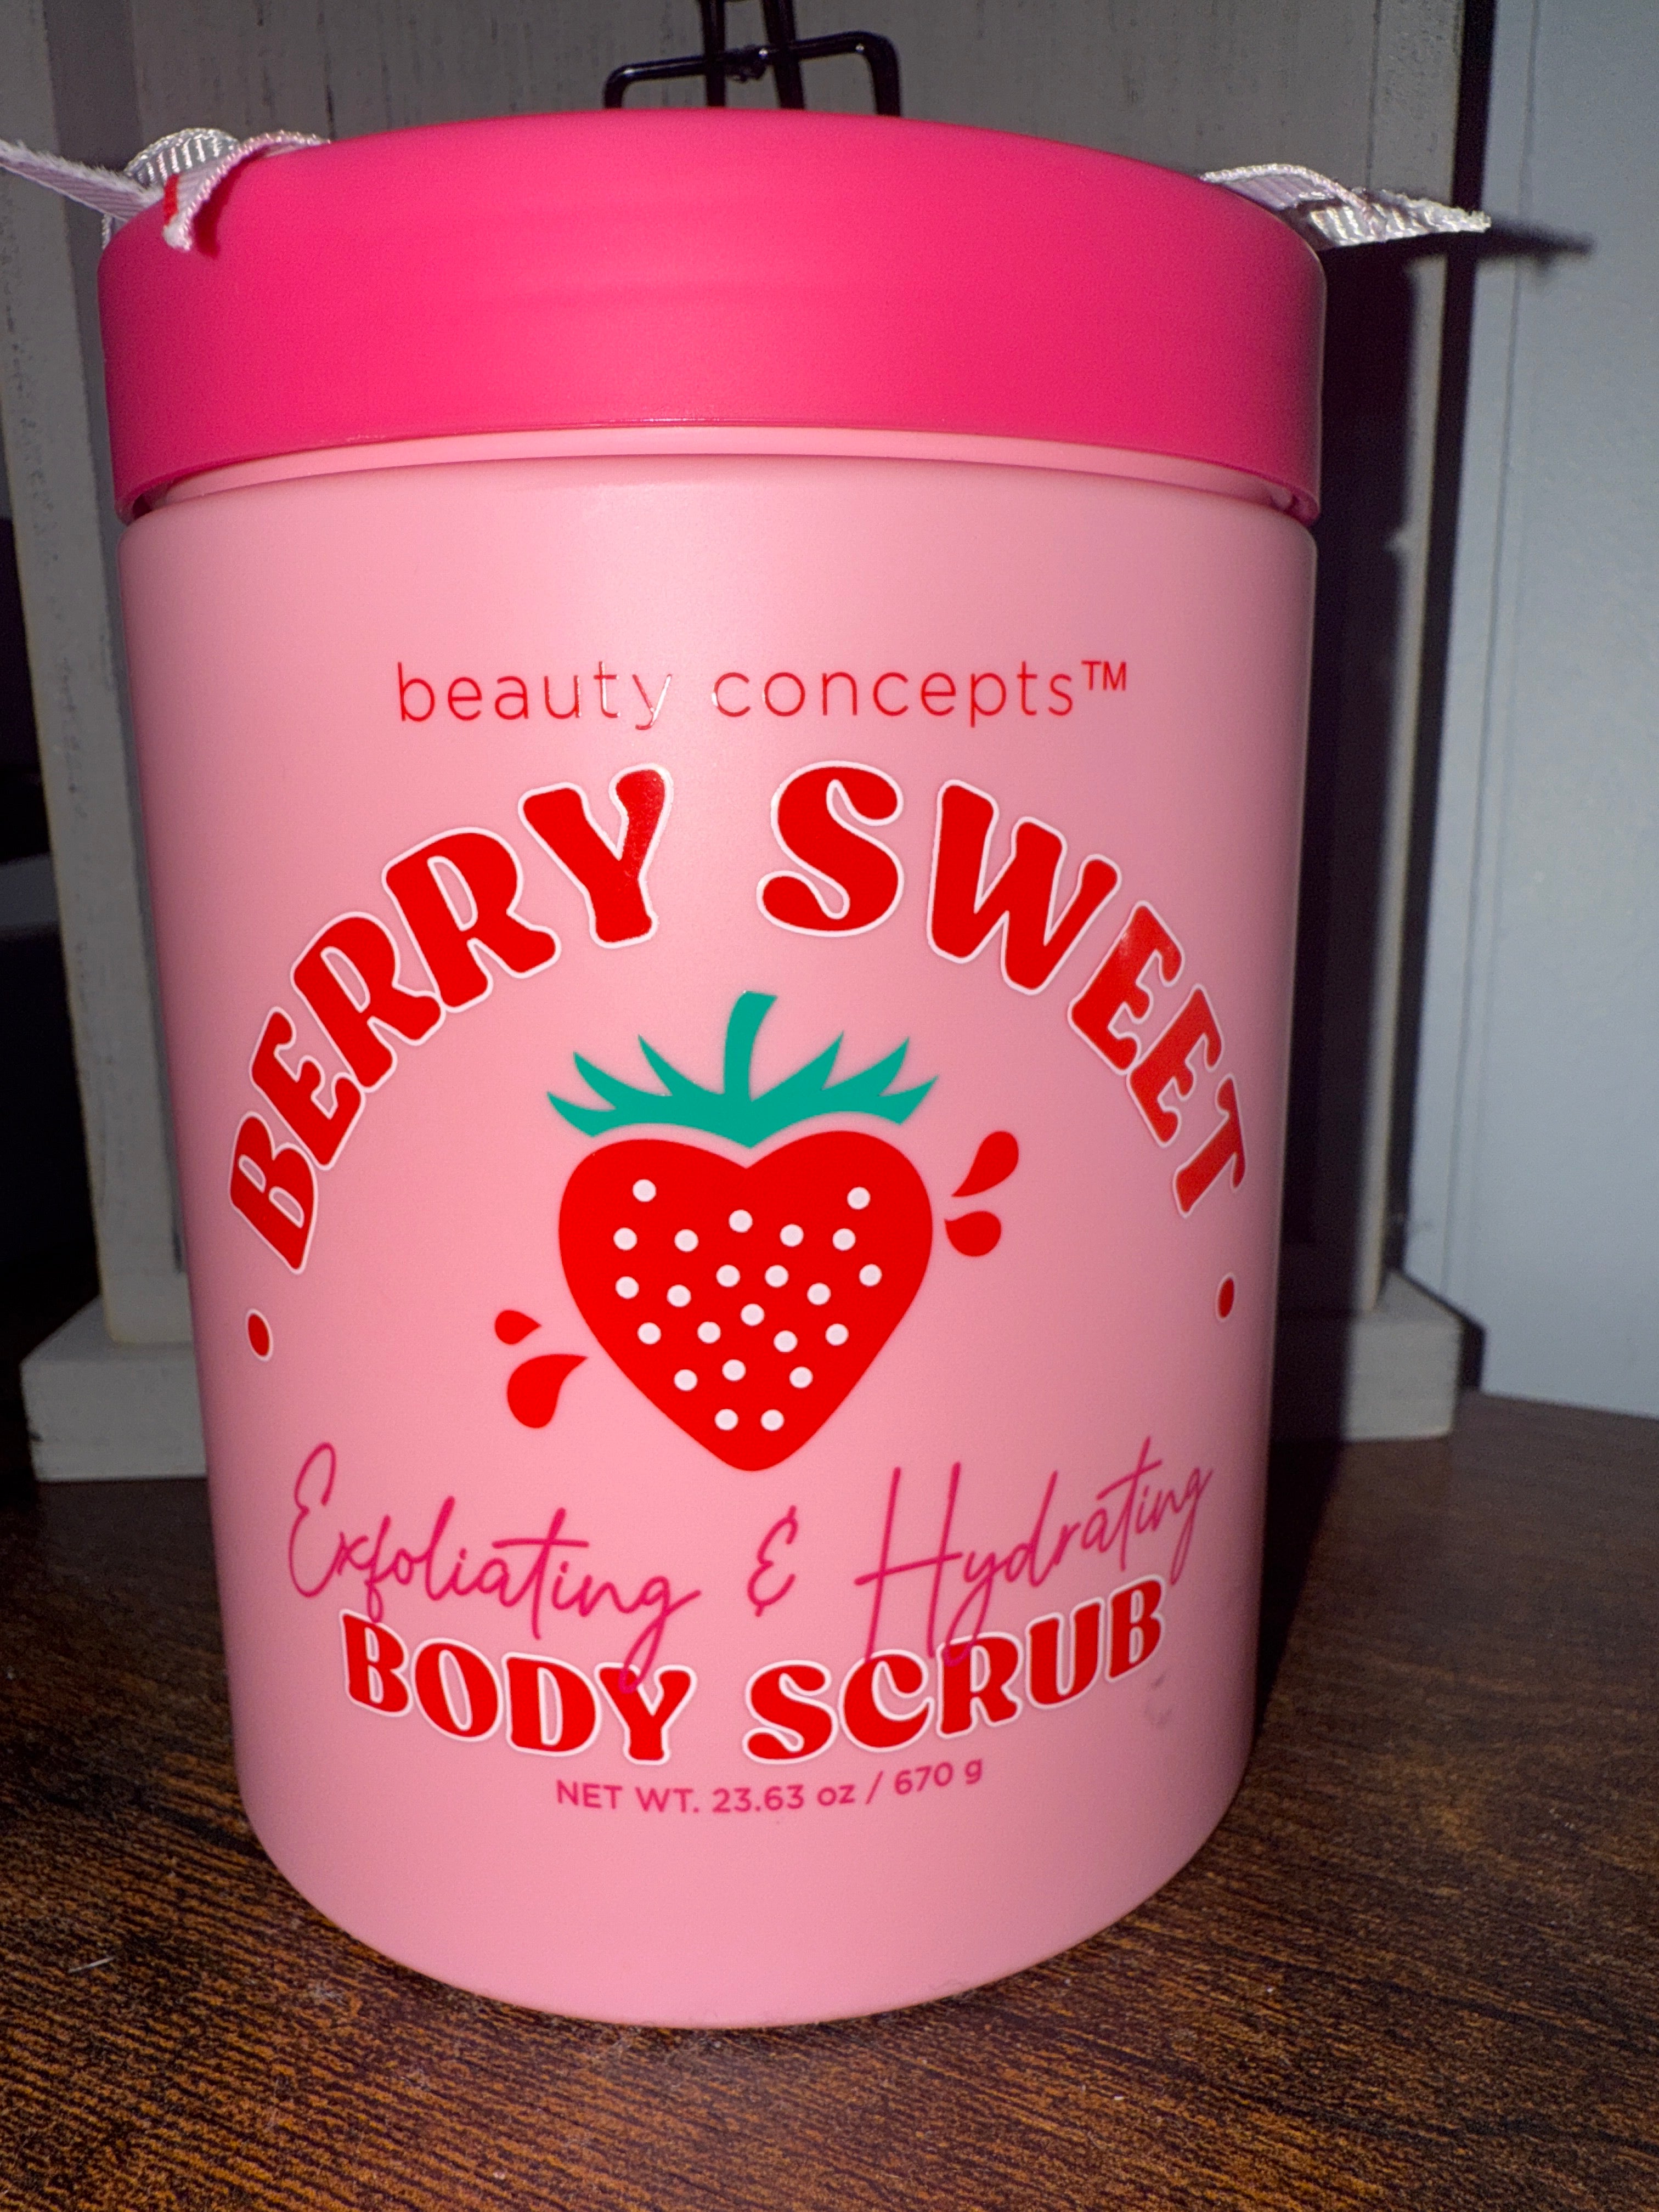 beauty concepts™
BERRY SWEET
Exfoliating & Hydrating
BODY SCRUB
NET WT. 23.63 oz / 670 g